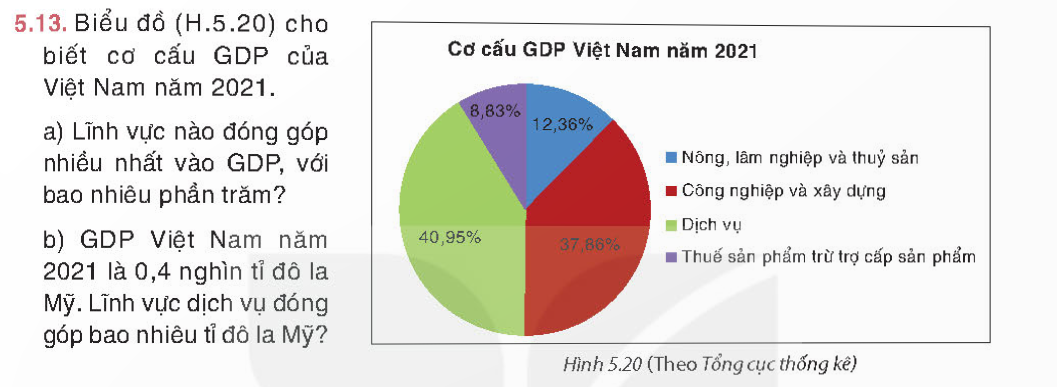 5.13. Biểu đồ (H.5.20) cho
biết cơ cấu GDP của
Việt Nam năm 2021.
a) Lĩnh vực nào đóng góp
nhiều nhất vào GDP, với
bao nhiêu phần trăm?
b) GDP Việt Nam năm
2021 là 0,4 nghìn tỉ đô la
Mỹ. Lĩnh vực dịch vụ đóng
góp bao nhiêu tỉ đô la Mỹ?
Cơ cấu GDP Việt Nam năm 2021
8,83%
12,36%
40,95%
37,86%
Nông, lâm nghiệp và thuỷ sản
Công nghiệp và xây dựng
Dịch vụ
Thuế sản phẩm trừ trợ cấp sản phẩm
Hình 5.20 (Theo Tổng cục thống kê)